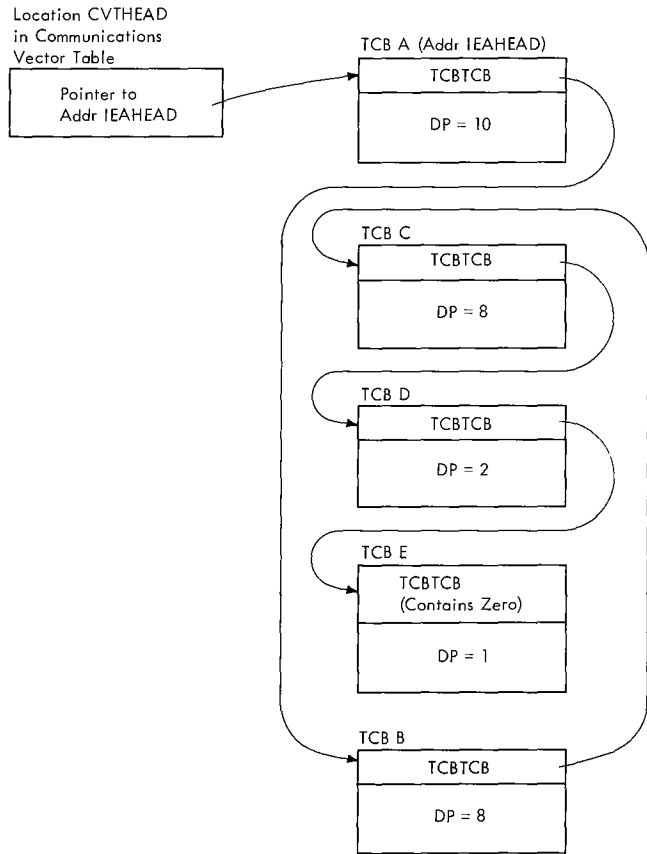 Location CVTHEAD
in Communications
Vector Table
Pointer to
Addr IEAHEAD
TCB A (Addr IEAHEAD)
TCBTCB
DP = 10
TCB C
TCBTCB
DP = 8
TCB D
TCBTCB
DP = 2
TCB E
TCBTCB
(Contains Zero)
DP = 1
TCB B
TCBTCB
DP = 8